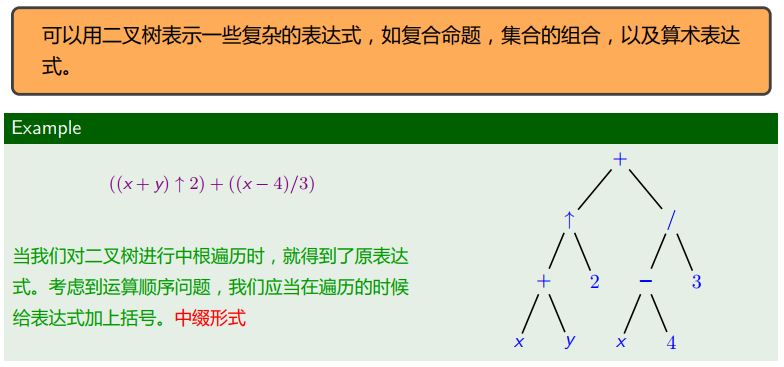 可以用二叉树表示一些复杂的表达式，如复合命题，集合的组合，以及算术表达
式。
Example
((x + y) ↑ 2) + ((x − 4)/3)
当我们对二叉树进行中根遍历时，就得到了原表达
式。考虑到运算顺序问题，我们应当在遍历的时候
给表达式加上括号。中缀形式
+
↑ /
+ 2 − 3
x y x 4